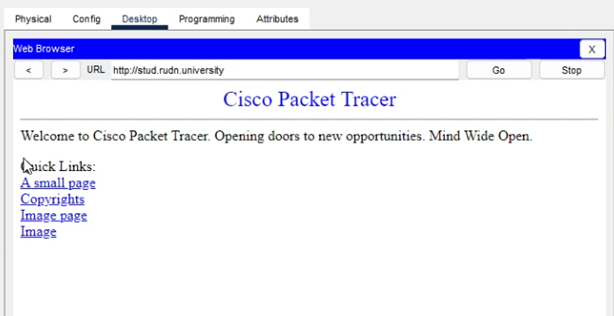 Physical Config Desktop Programming Attributes
Web Browser X
< > URL http://stud.rudn.university Go Stop
Cisco Packet Tracer
Welcome to Cisco Packet Tracer. Opening doors to new opportunities. Mind Wide Open.
Quick Links:
A small page
Copyrights
Image page
Image